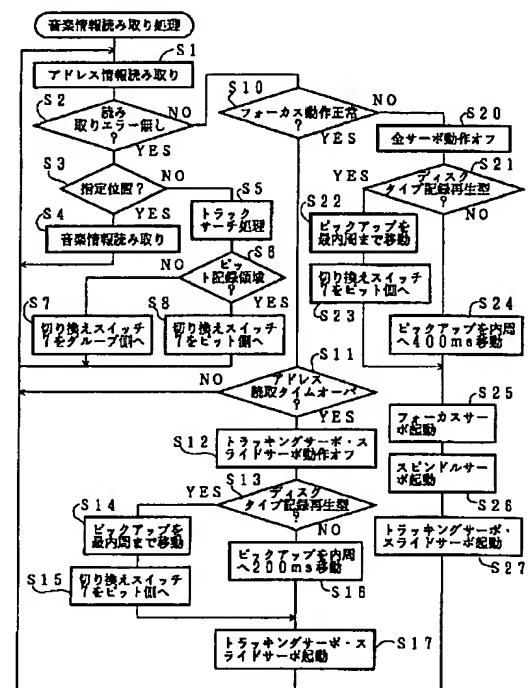 音楽情報読み取り処理
S1
アドレス情報読み取り
S2
読み
取りエラー無し
?
NO
YES
S3
指定位置?
NO
YES
S4
音楽情報読み取り
S5
トラック
サーチ処理
S6
ピッ
ト記録領域
?
NO
YES
S7
切り換えスイッチ
7をグルーブ側へ
S8
切り換えスイッチ
7をピット側へ
S10
フォーカス動作正常
?
NO
YES
S20
全サーボ動作オフ
S21
ディスク
タイプ記録再生型
?
YES
NO
S22
ピックアップを
最内周まで移動
切り換えスイッチ
7をピット側へ
S23
S24
ピックアップを内周
へ400ms移動
S25
フォーカスサー
ボ起動
スピンドルサー
ボ起動
S26
トラッキングサーボ・
スライドサーボ起動
S27
S11
アドレス
読取タイムオーバ
?
NO
YES
S12
トラッキングサーボ・ス
ライドサーボ動作オフ
S13
ディスク
タイプ記録再生型
?
YES
NO
S14
ピックアップを
最内周まで移動
S15
切り換えスイッチ
7をピット側へ
ピックアップを内周
へ200ms移動
S16
トラッキングサーボ・ス
ライドサーボ起動
S17